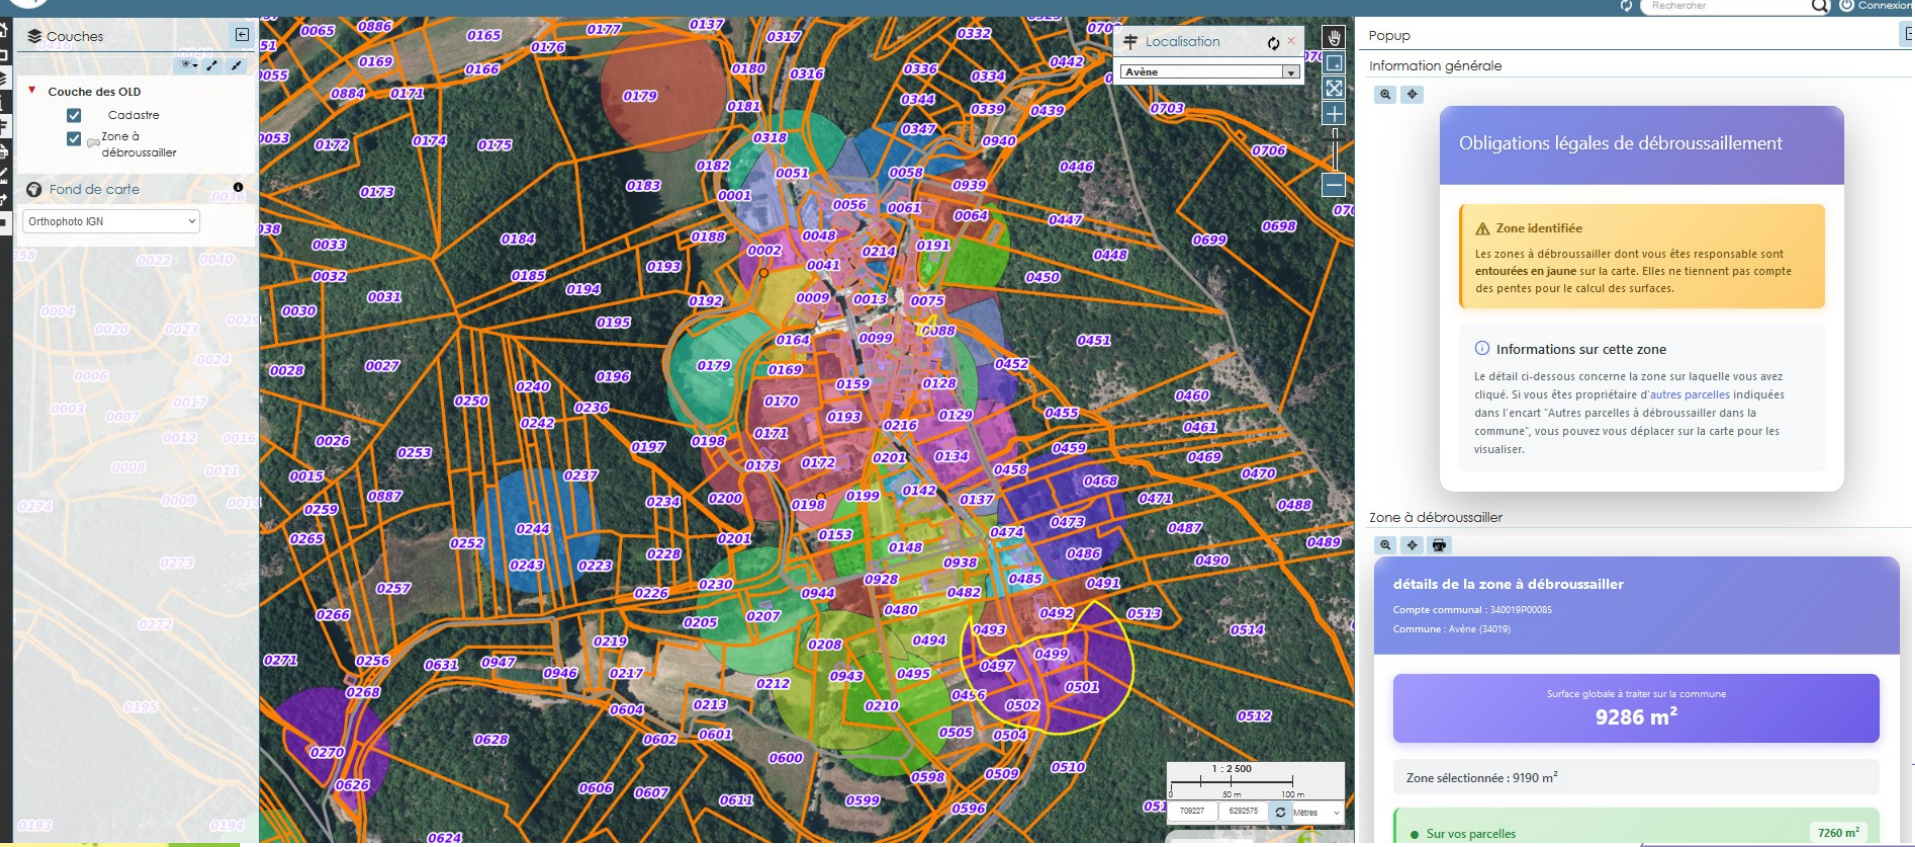 Rechercher
Connexion
Couches
Couche des OLD
Cadastre
Zone à
débroussailler
Fond de carte
Orthophoto IGN
Localisation
Avène
Popup
Information générale
Obligations légales de débroussaillement
Zone identifiée
Les zones à débroussailler dont vous êtes responsable sont
entourées en jaune sur la carte. Elles ne tiennent pas compte
des pentes pour le calcul des surfaces.
Informations sur cette zone
Le détail ci-dessous concerne la zone sur laquelle vous avez
cliqué. Si vous êtes propriétaire d'autres parcelles indiquées
dans l'encart "Autres parcelles à débroussailler dans la
commune", vous pouvez vous déplacer sur la carte pour les
visualiser.
Zone à débroussailler
détails de la zone à débroussailler
Compte communal : 340019P00085
Commune : Avène (34019)
Surface globale à traiter sur la commune
9286 m²
Zone sélectionnée : 9190 m²
Sur vos parcelles
7260 m²
0065 0886 0165 0177 0137 0317 0332
0176
0169 0166 0180 0316 0336 0334 0442
0884 0171 0179 0181 0344 0339 0439 0703
0172 0174 0175 0318 0347 0940
0706
0173 0183 0182 0051 0058 0446
0001 0056 0061 0939
0064 0447
0033 0184 0188 0002 0048 0214 0191 0699 0698
0032 0185 0193 0041 0448
0031 0194 0192 0009 0013 0075 0450
0030 0195 0088
0164 0099 0451
0028 0027 0240 0196 0179 0169 0159 0128 0452
0250 0236 0170 0460
0242 0193 0129 0455
0026 0197 0198 0171 0216 0461
0253 0173 0172 0201 0134 0459 0469
0015 0237 0458 0470
0887 0234 0200 0198 0199 0142 0137 0468 0471
0259 0488
0265 0244 0201 0153 0474 0473 0487
0252 0228 0148 0486 0489
0243 0223 0938 0490
0257 0226 0230 0944 0928 0482 0485 0491
0266 0205 0207 0480 0492 0513
0219 0208 0494 0493 0514
0271 0256 0631 0947 0946 0217 0943 0495 0497 0499
0268 0212 0496 0501
0604 0213 0210 0502 0512
0270 0628 0602 0601 0505 0504
0600 0510
0626 0606 0607 0611 0599 0598 0509
0596
0624
1 : 2 500
0 50 m 100 m
709227 6292575 Mètres